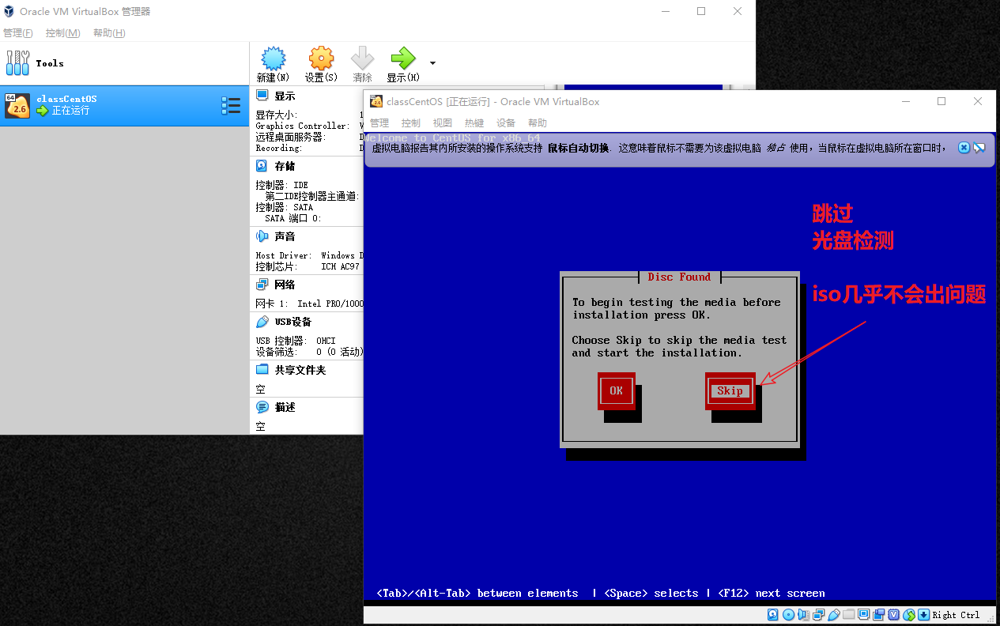 Oracle VM VirtualBox 管理器
管理(F) 控制(M) 帮助(H)
Tools
新建(N) 设置(S) 清除 显示(H)
64
2.6
classCentOS
正在运行
显示
显存大小: 1
Graphics Controller: V
远程桌面服务器: D
Recording: D
存储
控制器: IDE
第二IDE控制器主通道:
控制器: SATA
SATA 端口 0:
声音
Host Driver: Windows D
控制芯片: ICH AC97
网络
网卡 1: Intel PRO/1000
USB设备
USB 控制器: OHCI
设备筛选: 0 (0 活动)
共享文件夹
空
描述
空
classCentOS [正在运行] - Oracle VM VirtualBox
管理 控制 视图 热键 设备 帮助
Welcome to CentOS for x86_64
虚拟电脑报告其内所安装的操作系统支持 鼠标自动切换. 这意味着鼠标不需要为该虚拟电脑 独占 使用，当鼠标在虚拟电脑所在窗口时，
跳过
光盘检测
iso几乎不会出问题
Disc Found
To begin testing the media before
installation press OK.
Choose Skip to skip the media test
and start the installation.
OK Skip
<Tab>/<Alt-Tab> between elements | <Space> selects | <F12> next screen
Right Ctrl